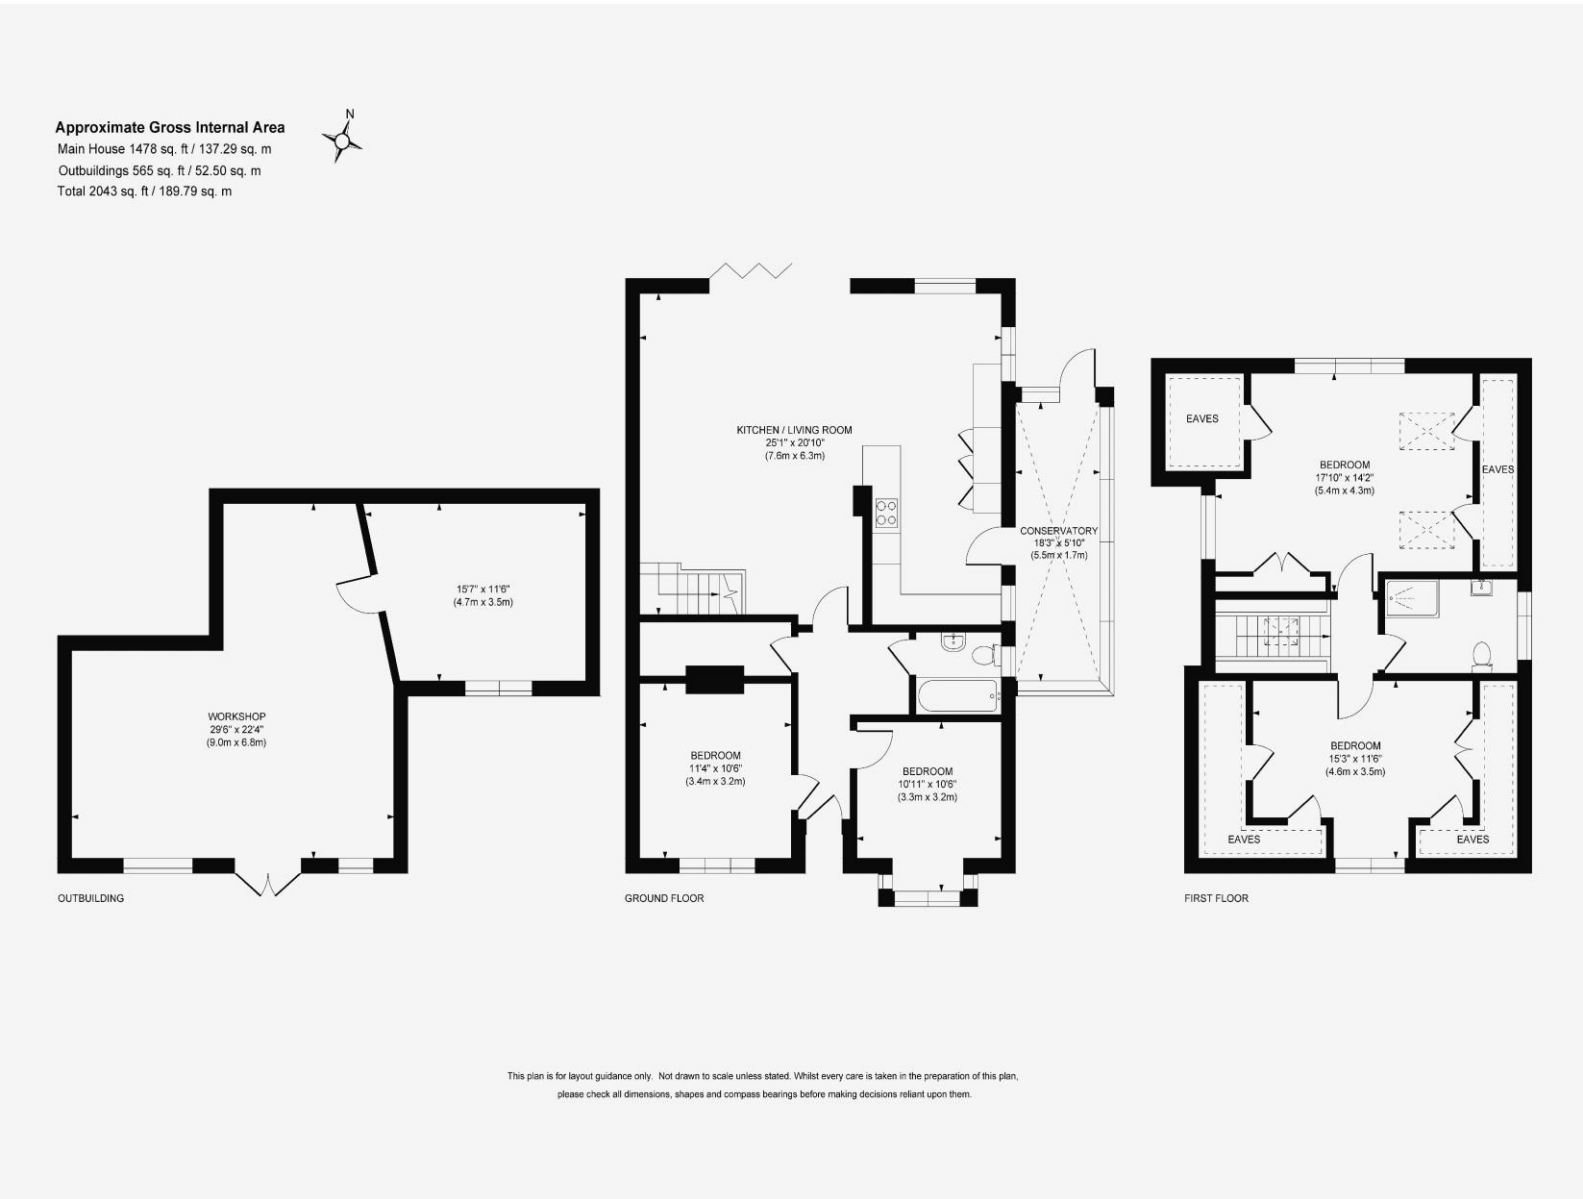 N
Approximate Gross Internal Area
Main House 1478 sq. ft / 137.29 sq. m
Outbuildings 565 sq. ft / 52.50 sq. m
Total 2043 sq. ft / 189.79 sq. m
15'7" x 11'6"
(4.7m x 3.5m)
WORKSHOP
29'6" x 22'4"
(9.0m x 6.8m)
OUTBUILDING
KITCHEN / LIVING ROOM
25'1" x 20'10"
(7.6m x 6.3m)
CONSERVATORY
18'3" x 5'10"
(5.5m x 1.7m)
BEDROOM
11'4" x 10'6"
(3.4m x 3.2m)
BEDROOM
10'11" x 10'6"
(3.3m x 3.2m)
GROUND FLOOR
EAVES
BEDROOM
17'10" x 14'2"
(5.4m x 4.3m)
EAVES
BEDROOM
15'3" x 11'6"
(4.6m x 3.5m)
EAVES
EAVES
FIRST FLOOR
This plan is for layout guidance only. Not drawn to scale unless stated. Whilst every care is taken in the preparation of this plan,
please check all dimensions, shapes and compass bearings before making decisions reliant upon them.